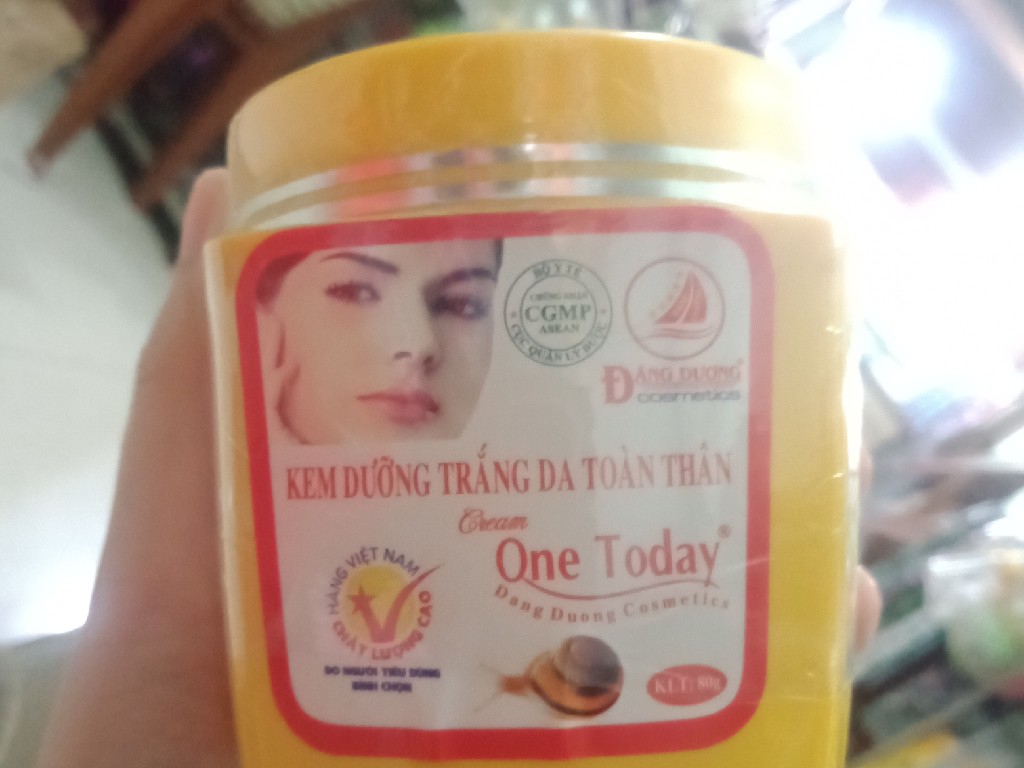 BỘ Y TẾ
CHỨNG NHẬN
CGMP
ASEAN
CỤC QUẢN LÝ DƯỢC
ĐĂNG DƯƠNG
cosmetics
KEM DƯỠNG TRẮNG DA TOÀN THÂN
Cream
One Today®
Dang Duong Cosmetics
HÀNG VIỆT NAM
CHẤT LƯỢNG CAO
DO NGƯỜI TIÊU DÙNG
BÌNH CHỌN
KLT: 80g